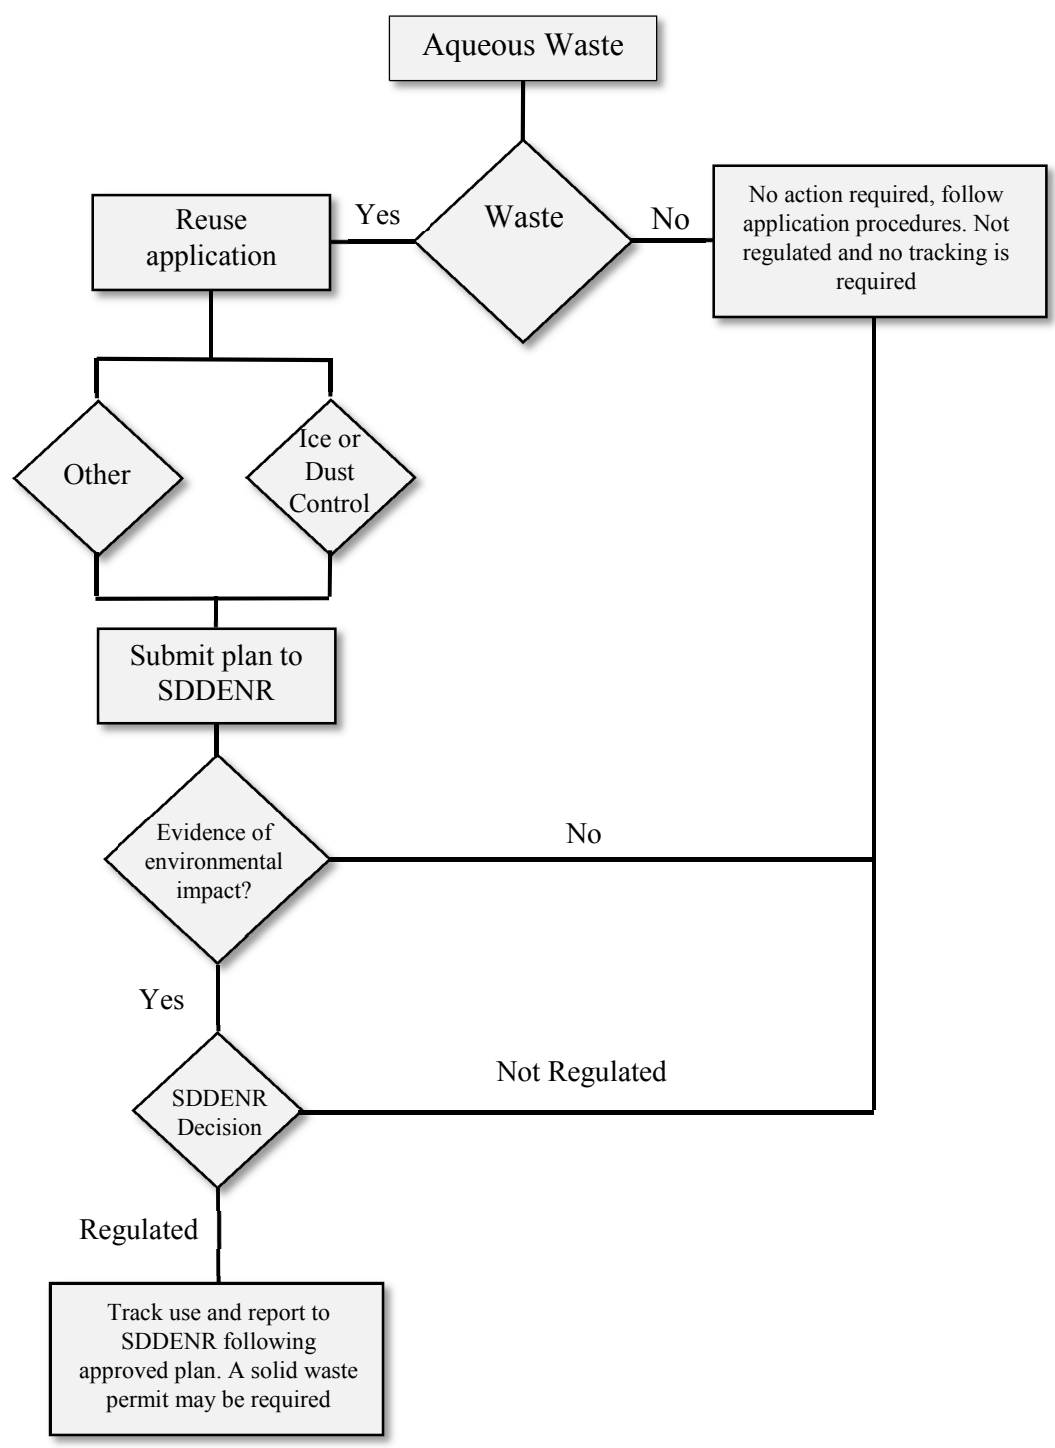 Aqueous Waste
Waste
Yes
No
Reuse
application
No action required, follow
application procedures. Not
regulated and no tracking is
required
Other
Ice or
Dust
Control
Submit plan to
SDDENR
Evidence of
environmental
impact?
No
Yes
SDDENR
Decision
Not Regulated
Regulated
Track use and report to
SDDENR following
approved plan. A solid waste
permit may be required